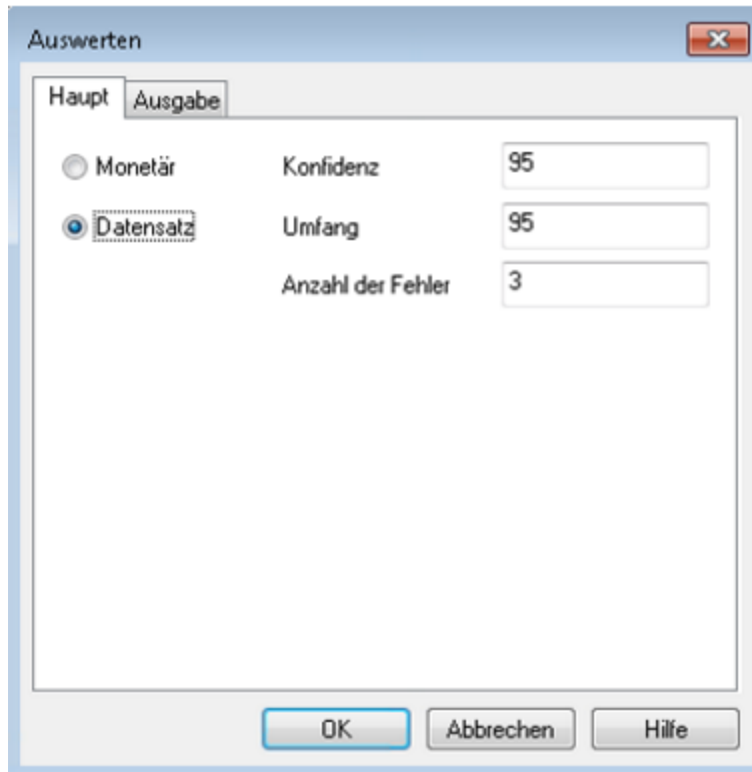 Auswerten
Haupt Ausgabe
Monetär Konfidenz 95
Datensatz Umfang 95
Anzahl der Fehler 3
OK Abbrechen Hilfe